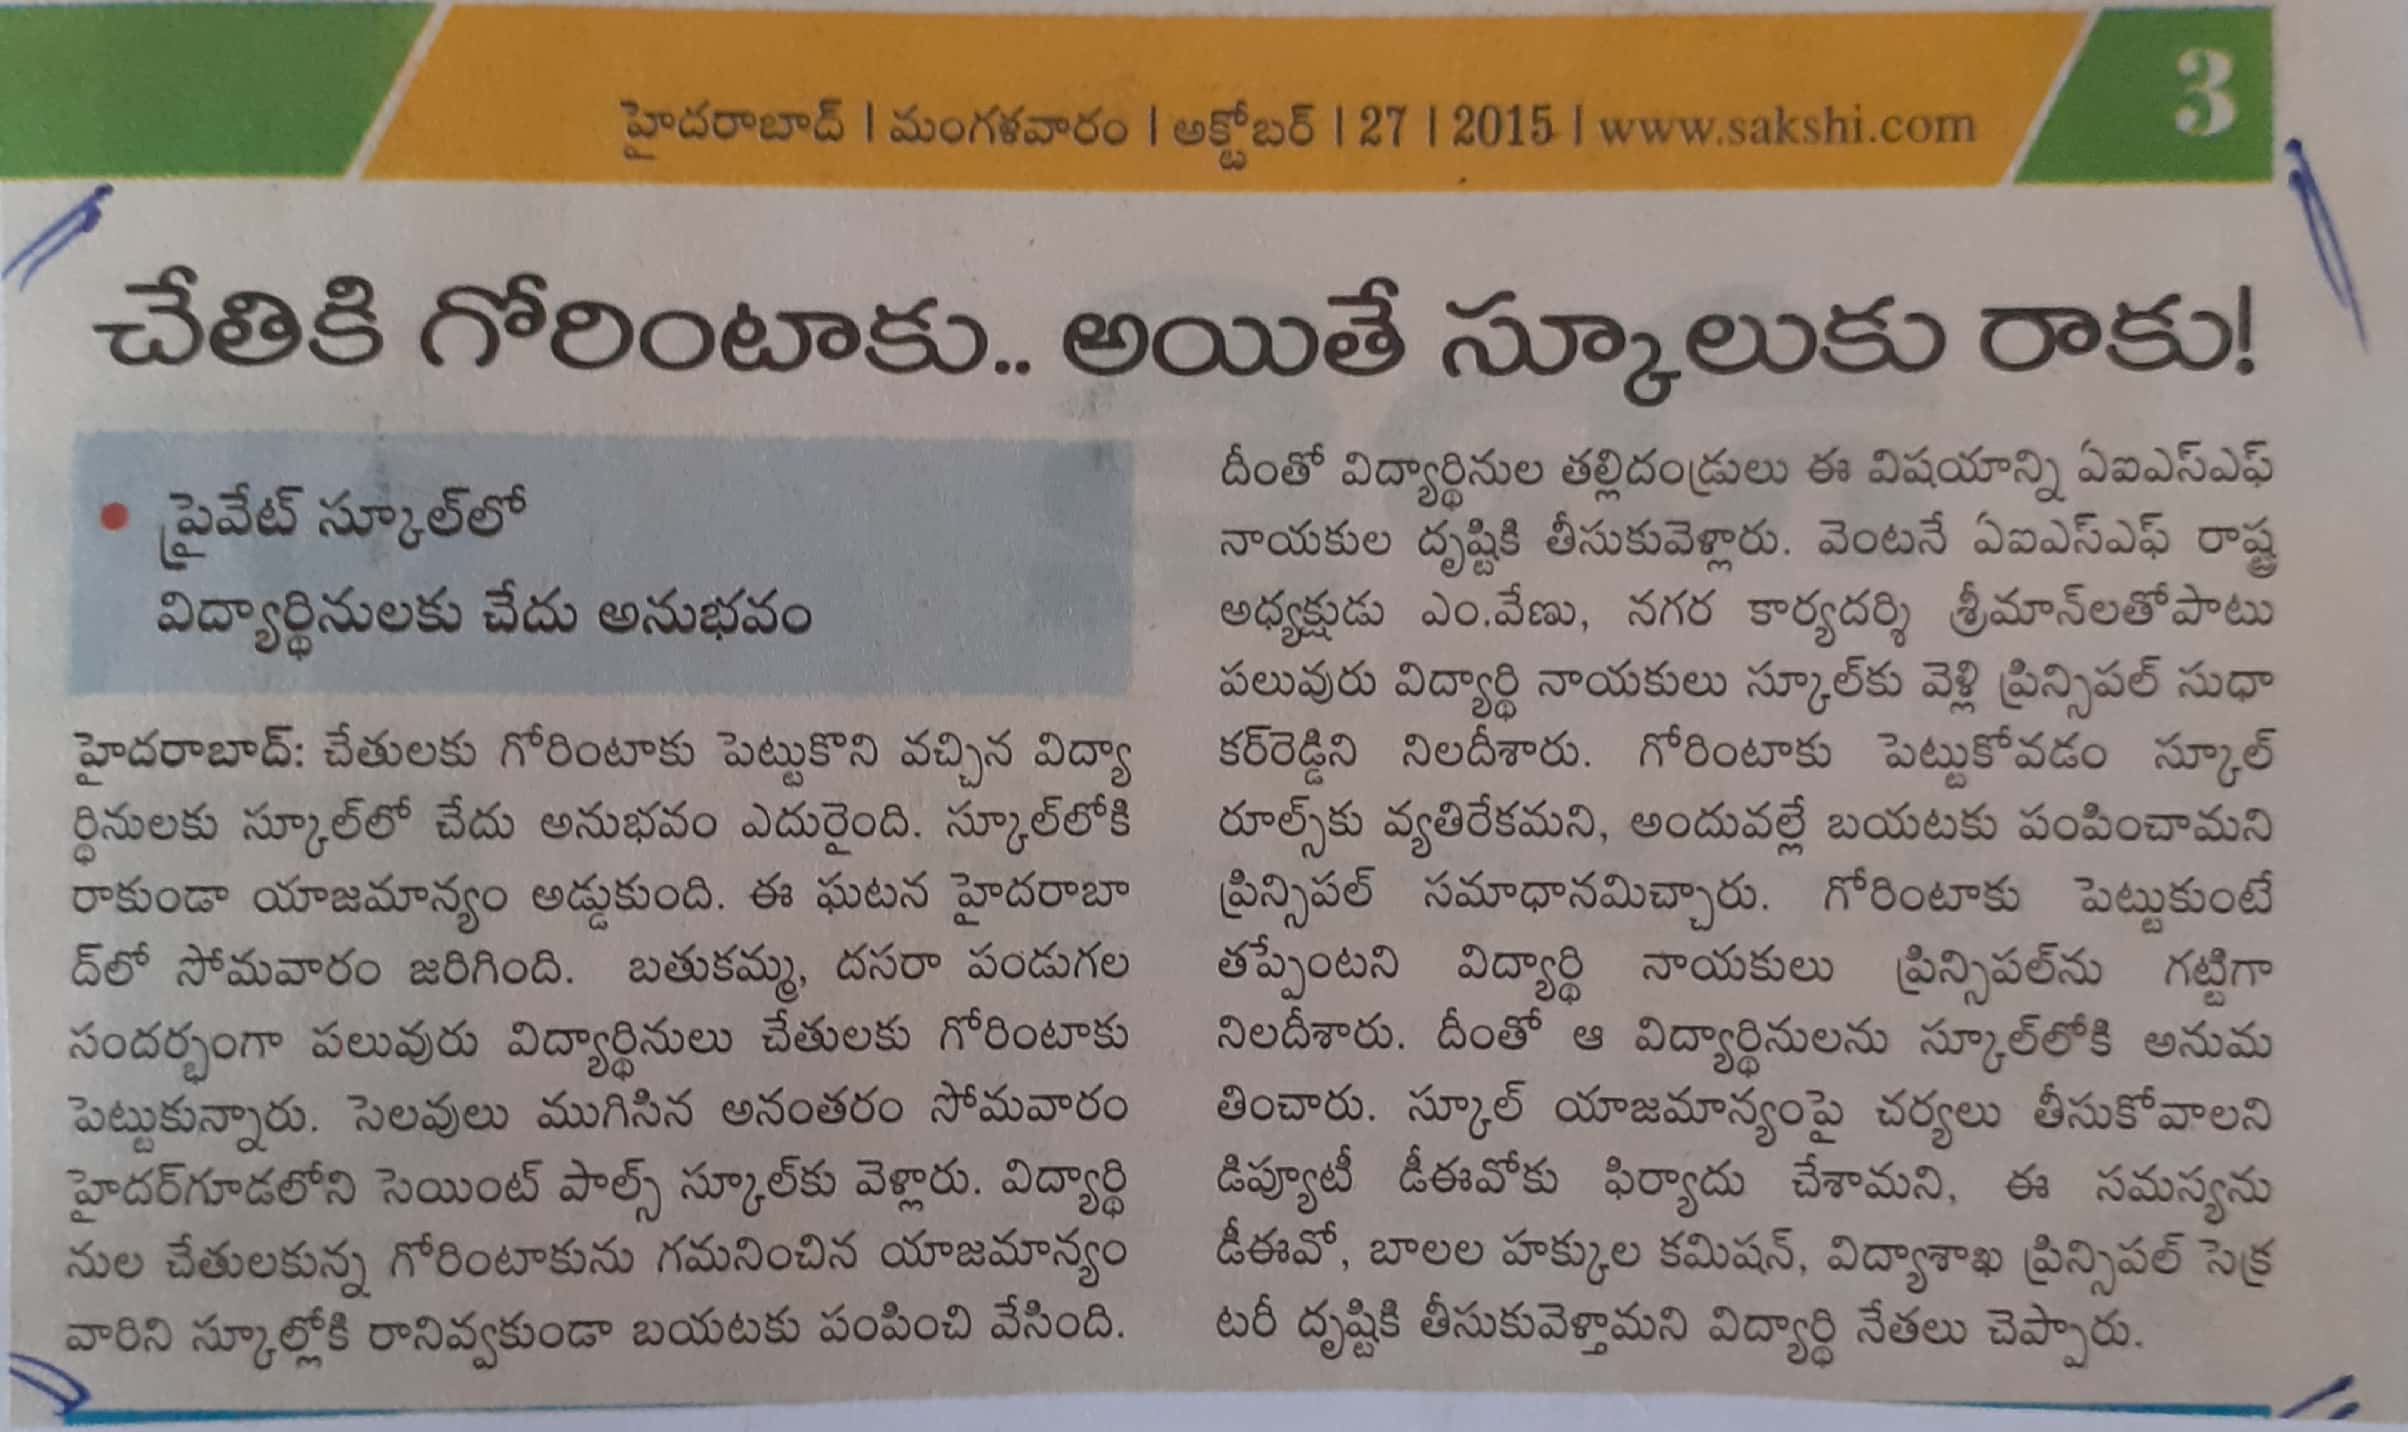 హైదరాబాద్ | మంగళవారం | అక్టోబర్ | 27 | 2015 | www.sakshi.com
3
చేతికి గోరింటాకు.. అయితే స్కూలుకు రాకు!
• ప్రైవేట్ స్కూల్‌లో
విద్యార్థినులకు చేదు అనుభవం
హైదరాబాద్: చేతులకు గోరింటాకు పెట్టుకొని వచ్చిన విద్యా
ర్థినులకు స్కూల్‌లో చేదు అనుభవం ఎదురైంది. స్కూల్‌లోకి
రాకుండా యాజమాన్యం అడ్డుకుంది. ఈ ఘటన హైదరాబా
ద్‌లో సోమవారం జరిగింది. బతుకమ్మ, దసరా పండుగల
సందర్భంగా పలువురు విద్యార్థినులు చేతులకు గోరింటాకు
పెట్టుకున్నారు. సెలవులు ముగిసిన అనంతరం సోమవారం
హైదర్‌గూడలోని సెయింట్ పాల్స్ స్కూల్‌కు వెళ్లారు. విద్యార్థి
నుల చేతులకున్న గోరింటాకును గమనించిన యాజమాన్యం
వారిని స్కూల్లోకి రానివ్వకుండా బయటకు పంపించి వేసింది.
దీంతో విద్యార్థినుల తల్లిదండ్రులు ఈ విషయాన్ని ఏఐఎస్ఎఫ్
నాయకుల దృష్టికి తీసుకువెళ్లారు. వెంటనే ఏఐఎస్ఎఫ్ రాష్ట్ర
అధ్యక్షుడు ఎం.వేణు, నగర కార్యదర్శి శ్రీమాన్‌లతోపాటు
పలువురు విద్యార్థి నాయకులు స్కూల్‌కు వెళ్లి ప్రిన్సిపల్ సుధా
కర్‌రెడ్డిని నిలదీశారు. గోరింటాకు పెట్టుకోవడం స్కూల్
రూల్స్‌కు వ్యతిరేకమని, అందువల్లే బయటకు పంపించామని
ప్రిన్సిపల్ సమాధానమిచ్చారు. గోరింటాకు పెట్టుకుంటే
తప్పేంటని విద్యార్థి నాయకులు ప్రిన్సిపల్‌ను గట్టిగా
నిలదీశారు. దీంతో ఆ విద్యార్థినులను స్కూల్‌లోకి అనుమ
తించారు. స్కూల్ యాజమాన్యంపై చర్యలు తీసుకోవాలని
డిప్యూటీ డీఈవోకు ఫిర్యాదు చేశామని, ఈ సమస్యను
డీఈవో, బాలల హక్కుల కమిషన్, విద్యాశాఖ ప్రిన్సిపల్ సెక్ర
టరీ దృష్టికి తీసుకువెళ్తామని విద్యార్థి నేతలు చెప్పారు.